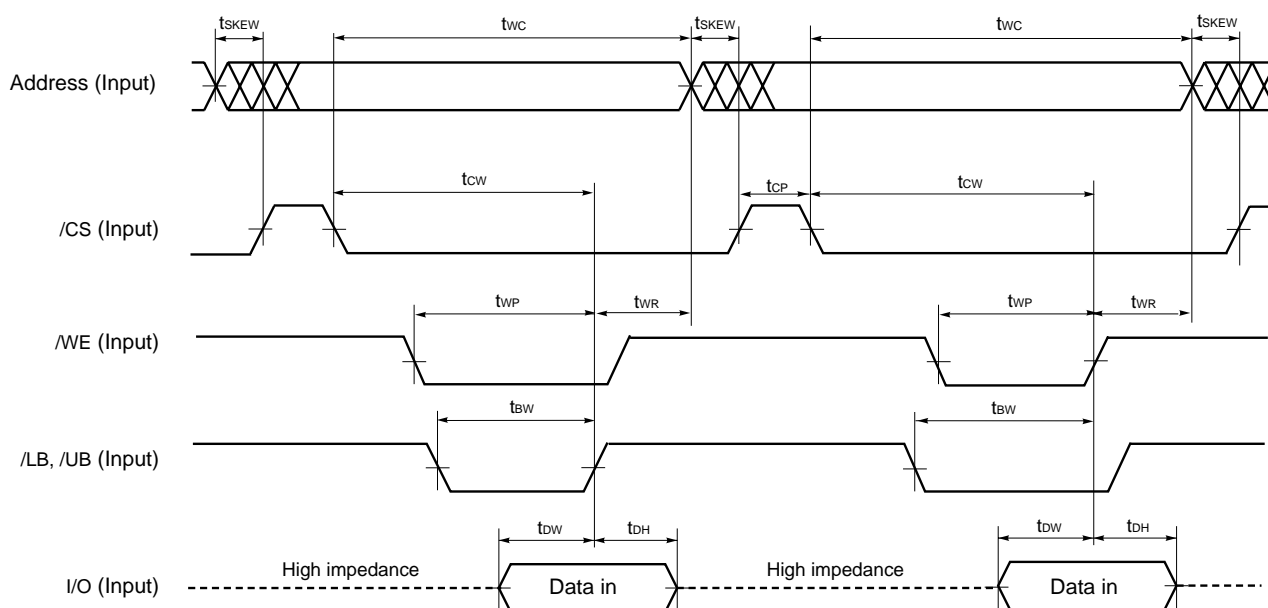 tSKEW tWC tSKEW tWC tSKEW
Address (Input)
tCW tCP tCW
/CS (Input)
tWP tWR tWP tWR
/WE (Input)
tBW tBW
/LB, /UB (Input)
tDW tDH tDW tDH
I/O (Input) High impedance Data in High impedance Data in